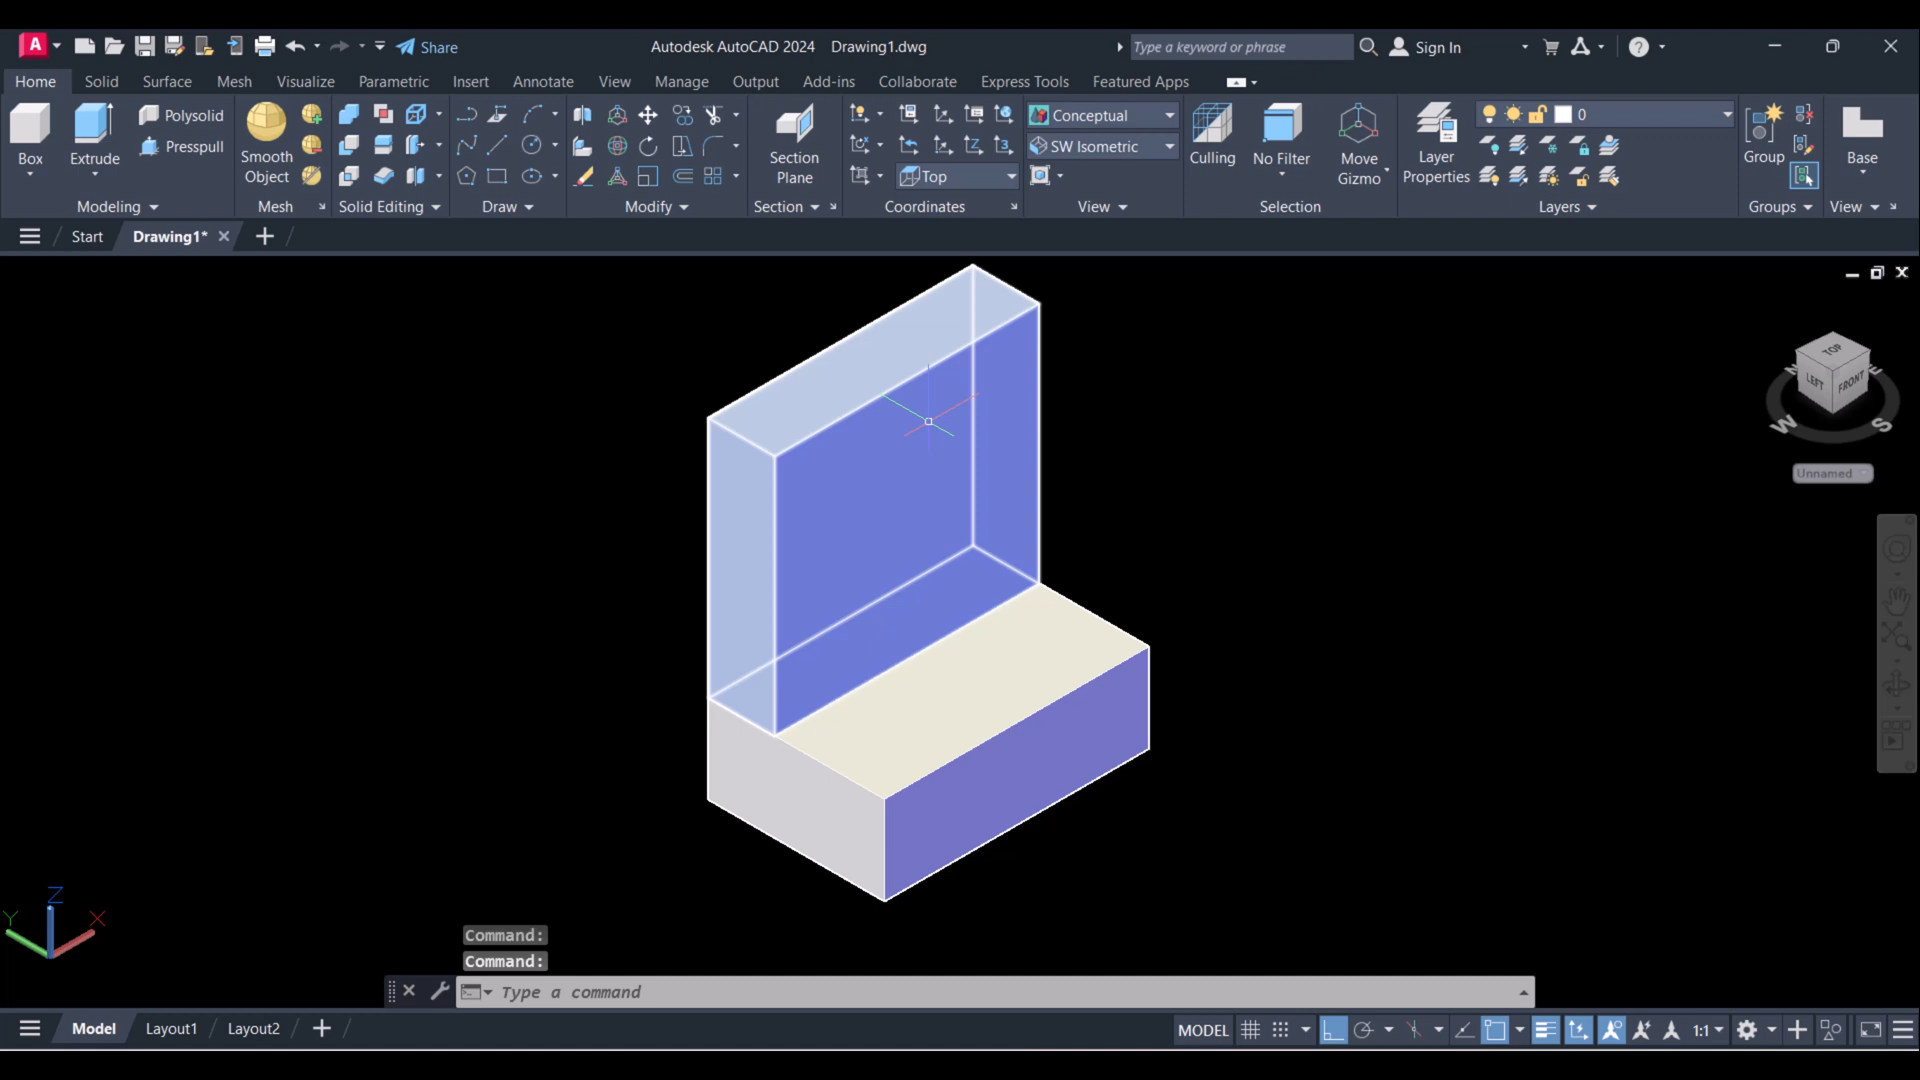 A
Share
Autodesk AutoCAD 2024 Drawing1.dwg
Type a keyword or phrase
Sign In
Home Solid Surface Mesh Visualize Parametric Insert Annotate View Manage Output Add-ins Collaborate Express Tools Featured Apps
Box
Extrude
Polysolid
Presspull
Modeling
Smooth
Object
Mesh
Solid Editing
Draw
Modify
Section
Plane
Section
Top
Coordinates
Conceptual
SW Isometric
View
Culling
No Filter
Move
Gizmo
Selection
Layer
Properties
0
Layers
Group
Groups
Base
View
Start
Drawing1*
TOP
LEFT
FRONT
N
E
W
S
Unnamed
Z
Y
X
Command:
Command:
Type a command
Model Layout1 Layout2
MODEL
1:1